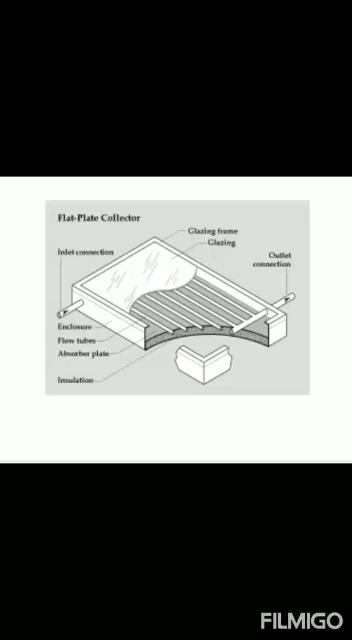 Flat-Plate Collector
Glazing frame
Glazing
Inlet connection
Outlet
connection
Enclosure
Flow tubes
Absorber plate
Insulation
FILMIGO